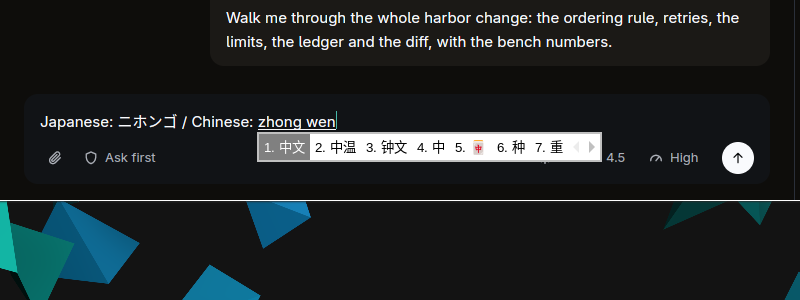 Walk me through the whole harbor change: the ordering rule, retries, the
limits, the ledger and the diff, with the bench numbers.
Japanese: ニホンゴ / Chinese: zhong wen
1. 中文 2. 中温 3. 钟文 4. 中 5. 🀄 6. 种 7. 重
Ask first 4.5 High